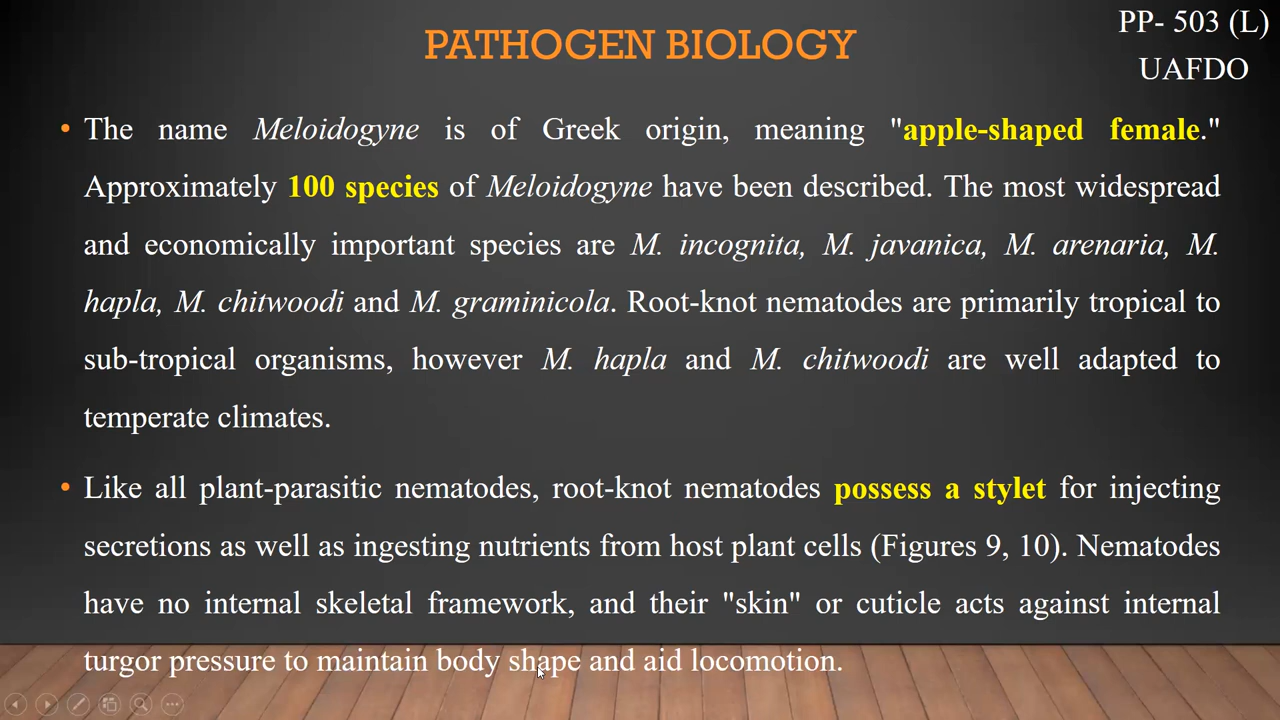 PP- 503 (L)
UAFDO
PATHOGEN BIOLOGY
• The name Meloidogyne is of Greek origin, meaning "apple-shaped female."
Approximately 100 species of Meloidogyne have been described. The most widespread
and economically important species are M. incognita, M. javanica, M. arenaria, M.
hapla, M. chitwoodi and M. graminicola. Root-knot nematodes are primarily tropical to
sub-tropical organisms, however M. hapla and M. chitwoodi are well adapted to
temperate climates.
• Like all plant-parasitic nematodes, root-knot nematodes possess a stylet for injecting
secretions as well as ingesting nutrients from host plant cells (Figures 9, 10). Nematodes
have no internal skeletal framework, and their "skin" or cuticle acts against internal
turgor pressure to maintain body shape and aid locomotion.